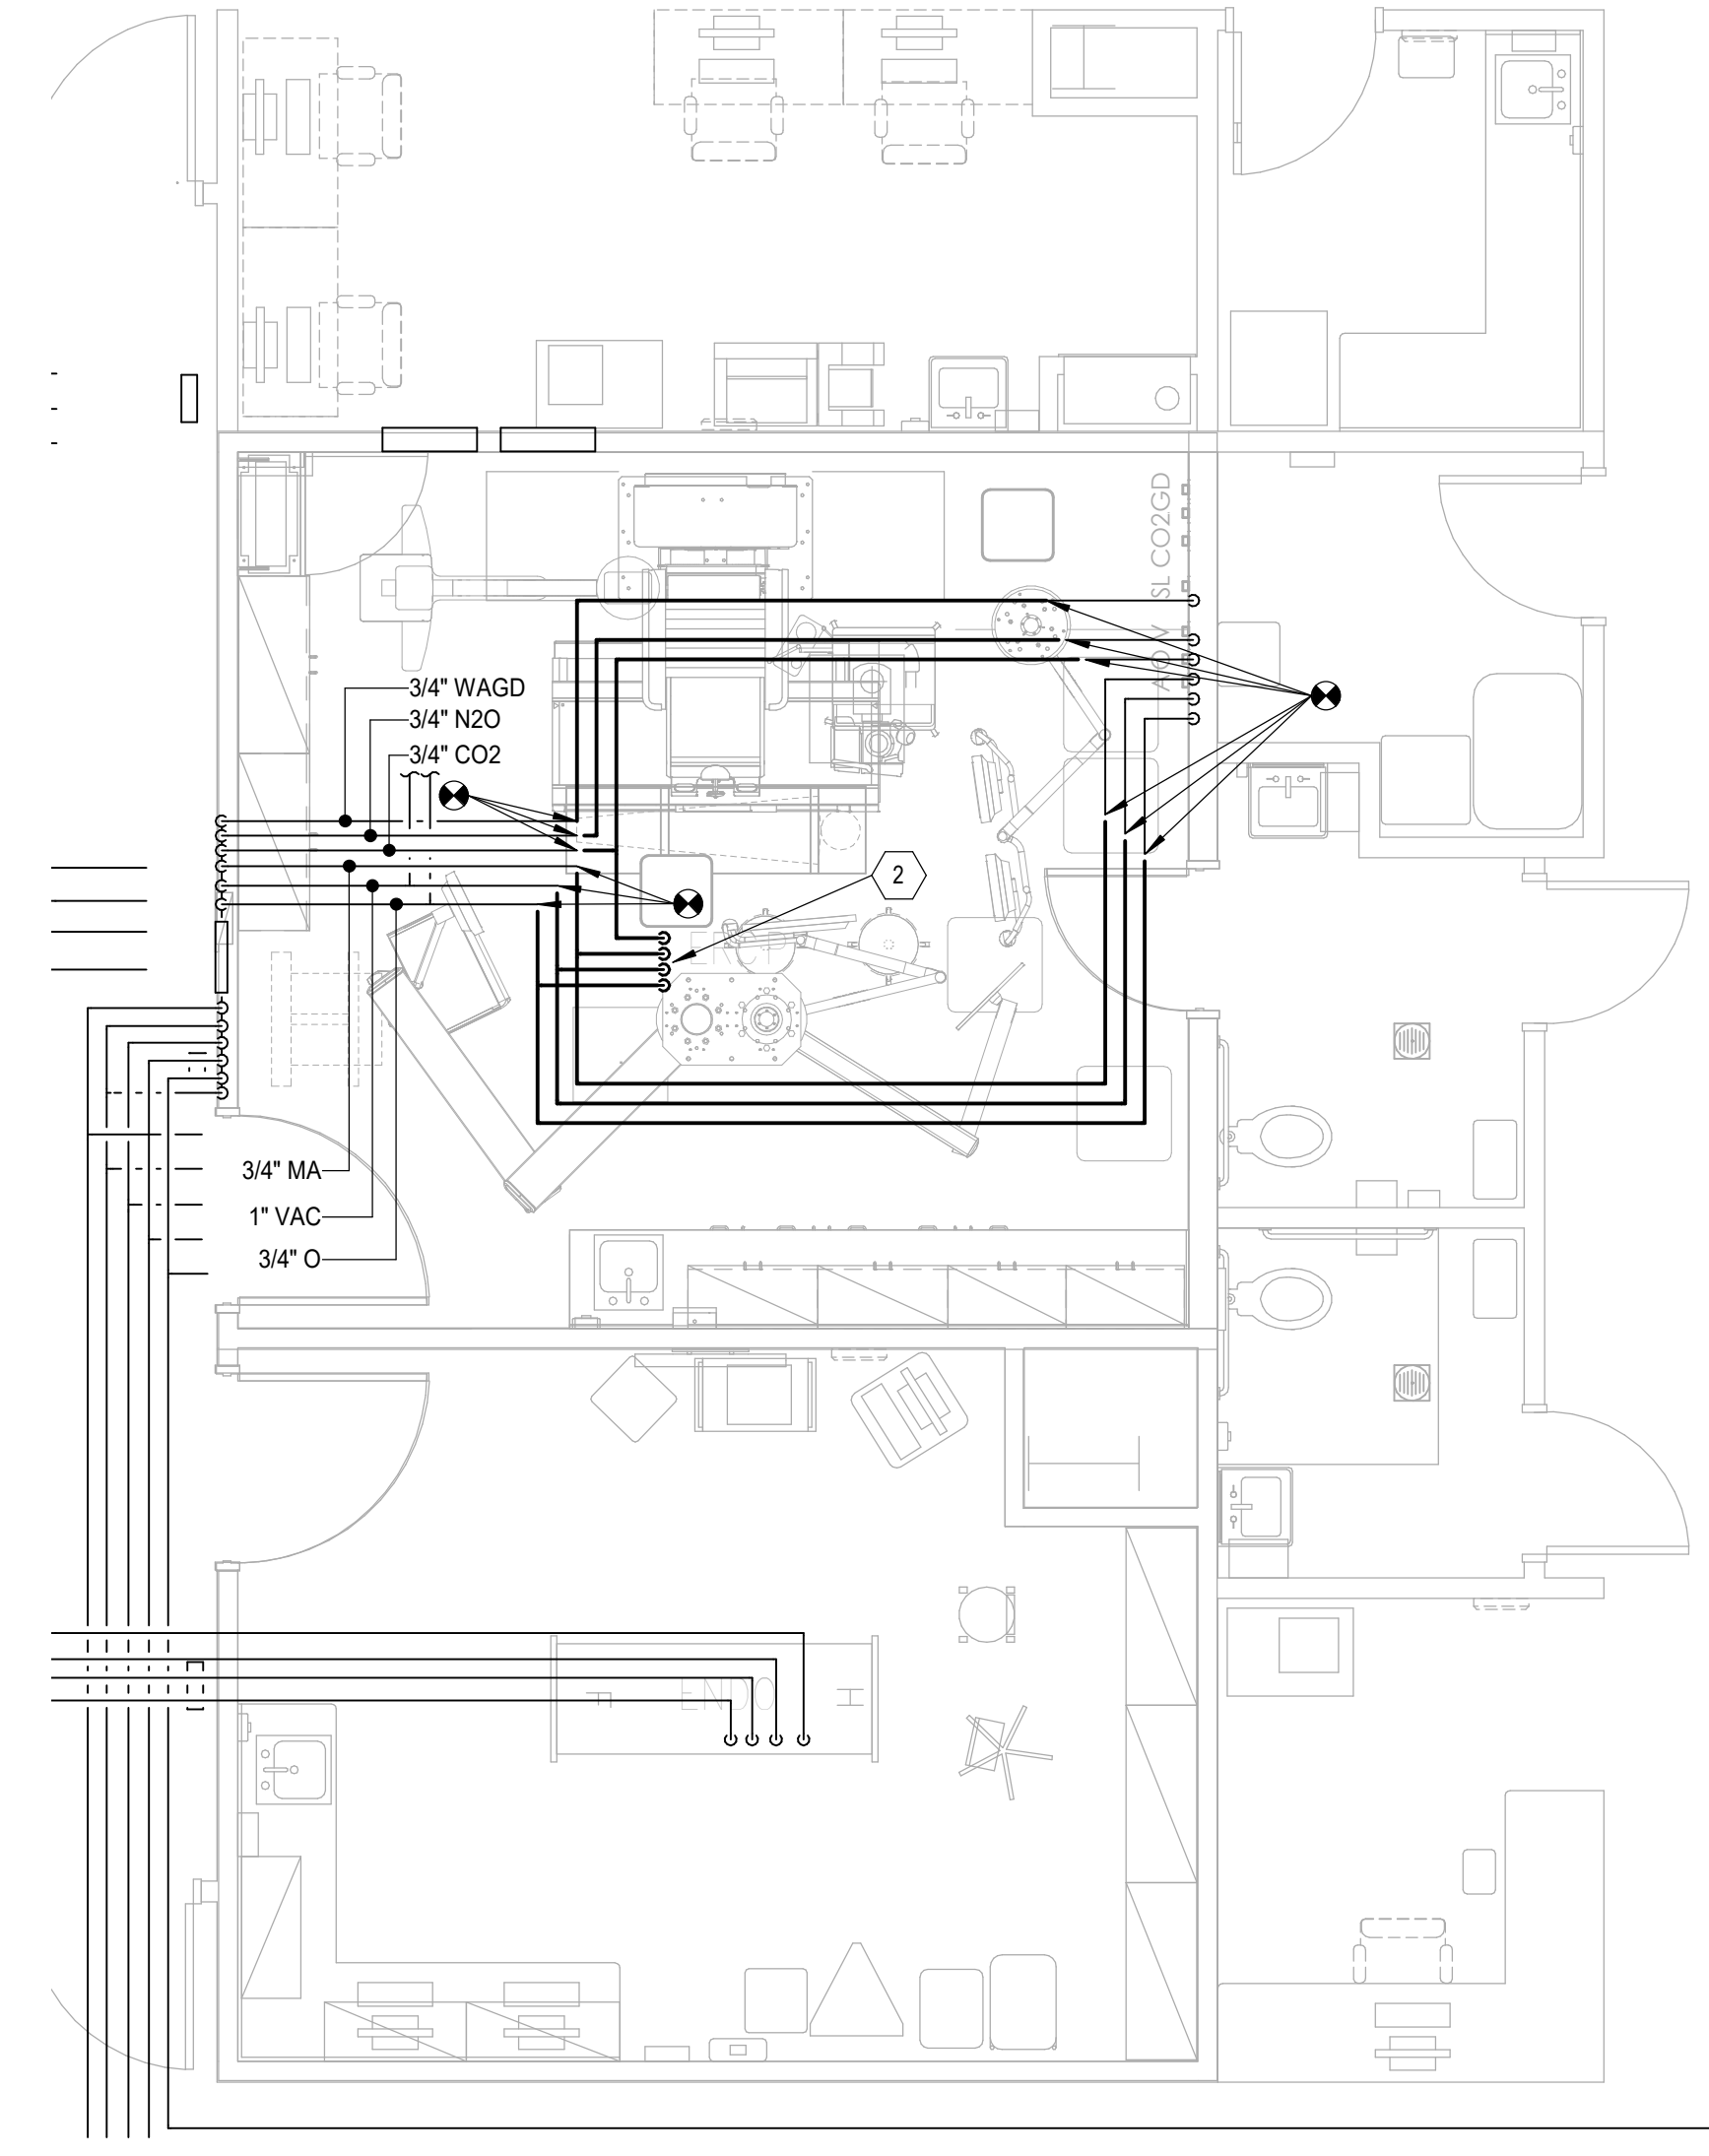 SL CO2GD
A O V
3/4" WAGD
3/4" N2O
3/4" CO2
2
3/4" MA
1" VAC
3/4" O
F ENDO H